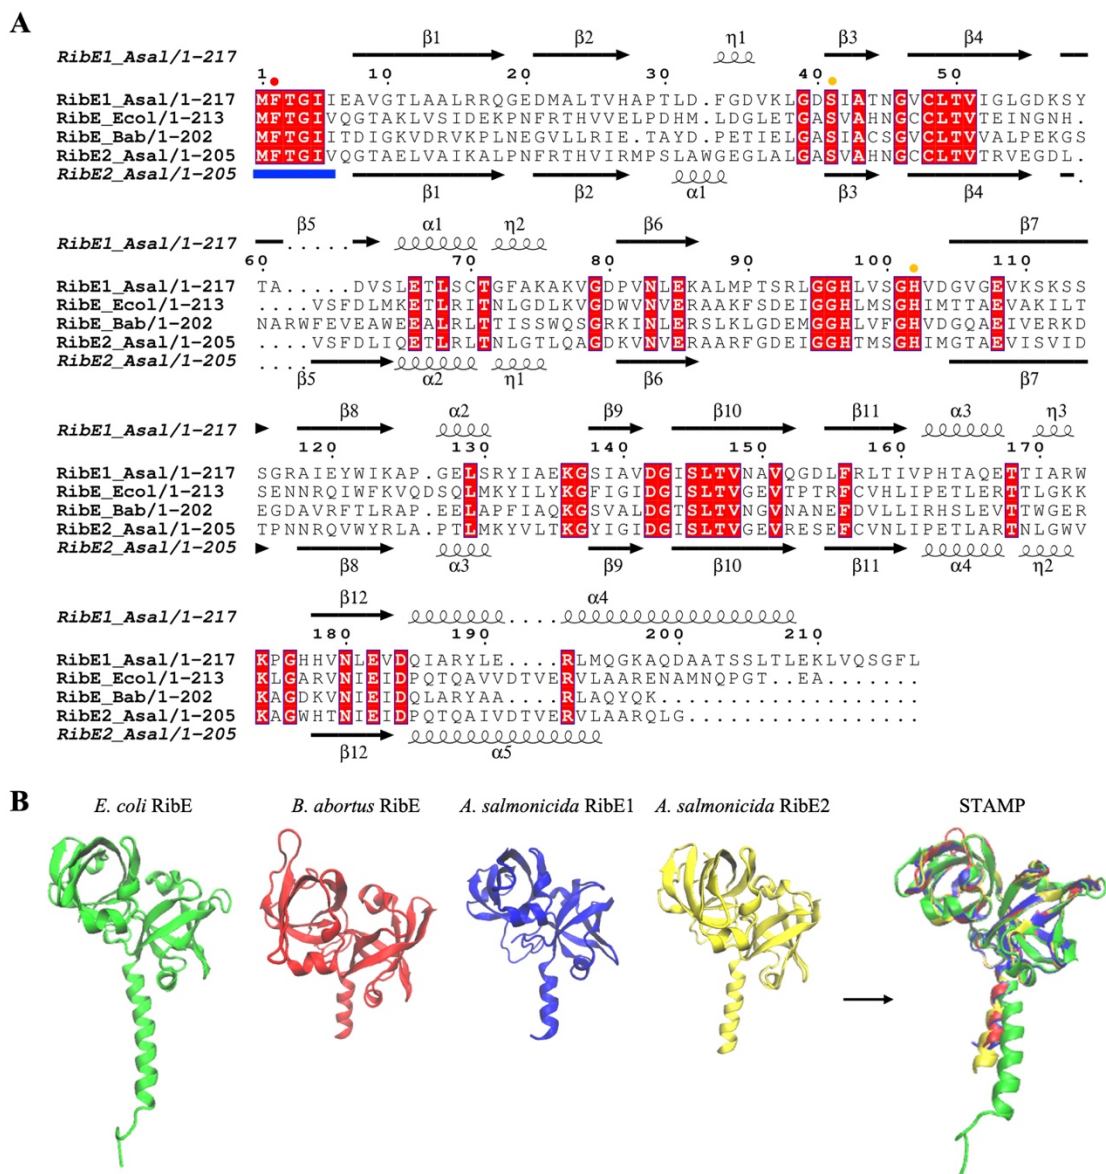 A
β1 β2 η1 β3 β4
RibE1_Asal/1-217
1 10 20 30 40 50
RibE1_Asal/1-217 MFTGIIEAVGTLAALRRQGEDMALTVHAPTLD.FGDVKLGDSIATNGVCLTVIGLGDKSY
RibE_Ecol/1-213 MFTGIVQGTAKLVSIDEKPNFRTHVVELPDHML.DGLETGASVAHNGCCLTVTEINGNH.
RibE_Bab/1-202 MFTGIITDIGKVDRVKPLNEGVLLRIE.TAYD.PETIELGASIACSGVCLTVVALPEKGS
RibE2_Asal/1-205 MFTGIVQGTAELVAIKALPNFRTHVIRMPSLAWGEGLALGASVAHNGCCLTVTRVEGDL.
RibE2_Asal/1-205
β1 β2 α1 β3 β4
β5 α1 η2 β6 β7
RibE1_Asal/1-217
60 70 80 90 100 110
RibE1_Asal/1-217 TA.....DVSLETLSCTGFAKAKVGDPVNLEKALMPTSRLGGHLVSGHVDGVGEVKSKSS
RibE_Ecol/1-213 ....VSFDLMKETLRITNLGDLKVGDWVNVERAAKFSDEIGGHLMSGHIMTTAEVAKILT
RibE_Bab/1-202 NARWFEVEAWEEALRLTTISSWQSGRKINLERSLKLGDEMGGHLVFGHVDGQAEIVERKD
RibE2_Asal/1-205 ....VSFDLIQETLRLTNLGTLQAGDKVNVERAARFGDEIGGHTMSGHIMGTAEVISVID
RibE2_Asal/1-205
β5 α2 η1 β6 β7
β8 α2 β9 β10 β11 α3 η3
RibE1_Asal/1-217
120 130 140 150 160 170
RibE1_Asal/1-217 SGRAIEYWIKAP.GELSRYIAEKGSIAVDGISLTVNAVQGDLFRLTIVPHTAQETTIARW
RibE_Ecol/1-213 SENNRQIWFKVQDSQLMKYILYKGFIGIDGISLTVGEVTPTRFCVHLIPETLERTTLGKK
RibE_Bab/1-202 EGDAVRFTLRAP.EELAPFIAQKGSVALDGTSLTVNGVNANEFDVLLIRHSLEVTTWGER
RibE2_Asal/1-205 TPNNRQVWYRLA.PTLMKYVLTKGYIGIDGISLTVGEVRESEFCVNLIPETLARTNLGWV
RibE2_Asal/1-205
β8 α3 β9 β10 β11 α4 η2
β12 α4
RibE1_Asal/1-217
180 190 200 210
RibE1_Asal/1-217 KPGHHVNLEVDQIARYLE....RLMQGKAQDAATSSLTLEKLVQSGFL
RibE_Ecol/1-213 KLGARVNIEIDPQTQAVVDTVERVLAARENAMNQPGT..EA.......
RibE_Bab/1-202 KAGDKVNIEIDQLARYAA....RLAQYQK...................
RibE2_Asal/1-205 KAGWHTNIEIDPQTQAIVDTVERVLAARQLG.................
RibE2_Asal/1-205
β12 α5
B
E. coli RibE B. abortus RibE A. salmonicida RibE1 A. salmonicida RibE2 STAMP